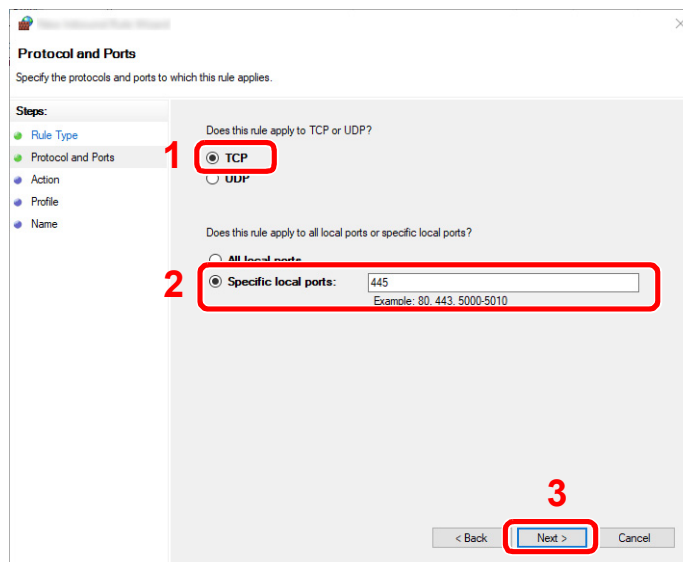 Protocol and Ports
Specify the protocols and ports to which this rule applies.
Steps:
Rule Type
Protocol and Ports
Action
Profile
Name
Does this rule apply to TCP or UDP?
1
TCP
UDP
Does this rule apply to all local ports or specific local ports?
All local ports
2
Specific local ports:
445
Example: 80, 443, 5000-5010
3
< Back
Next >
Cancel